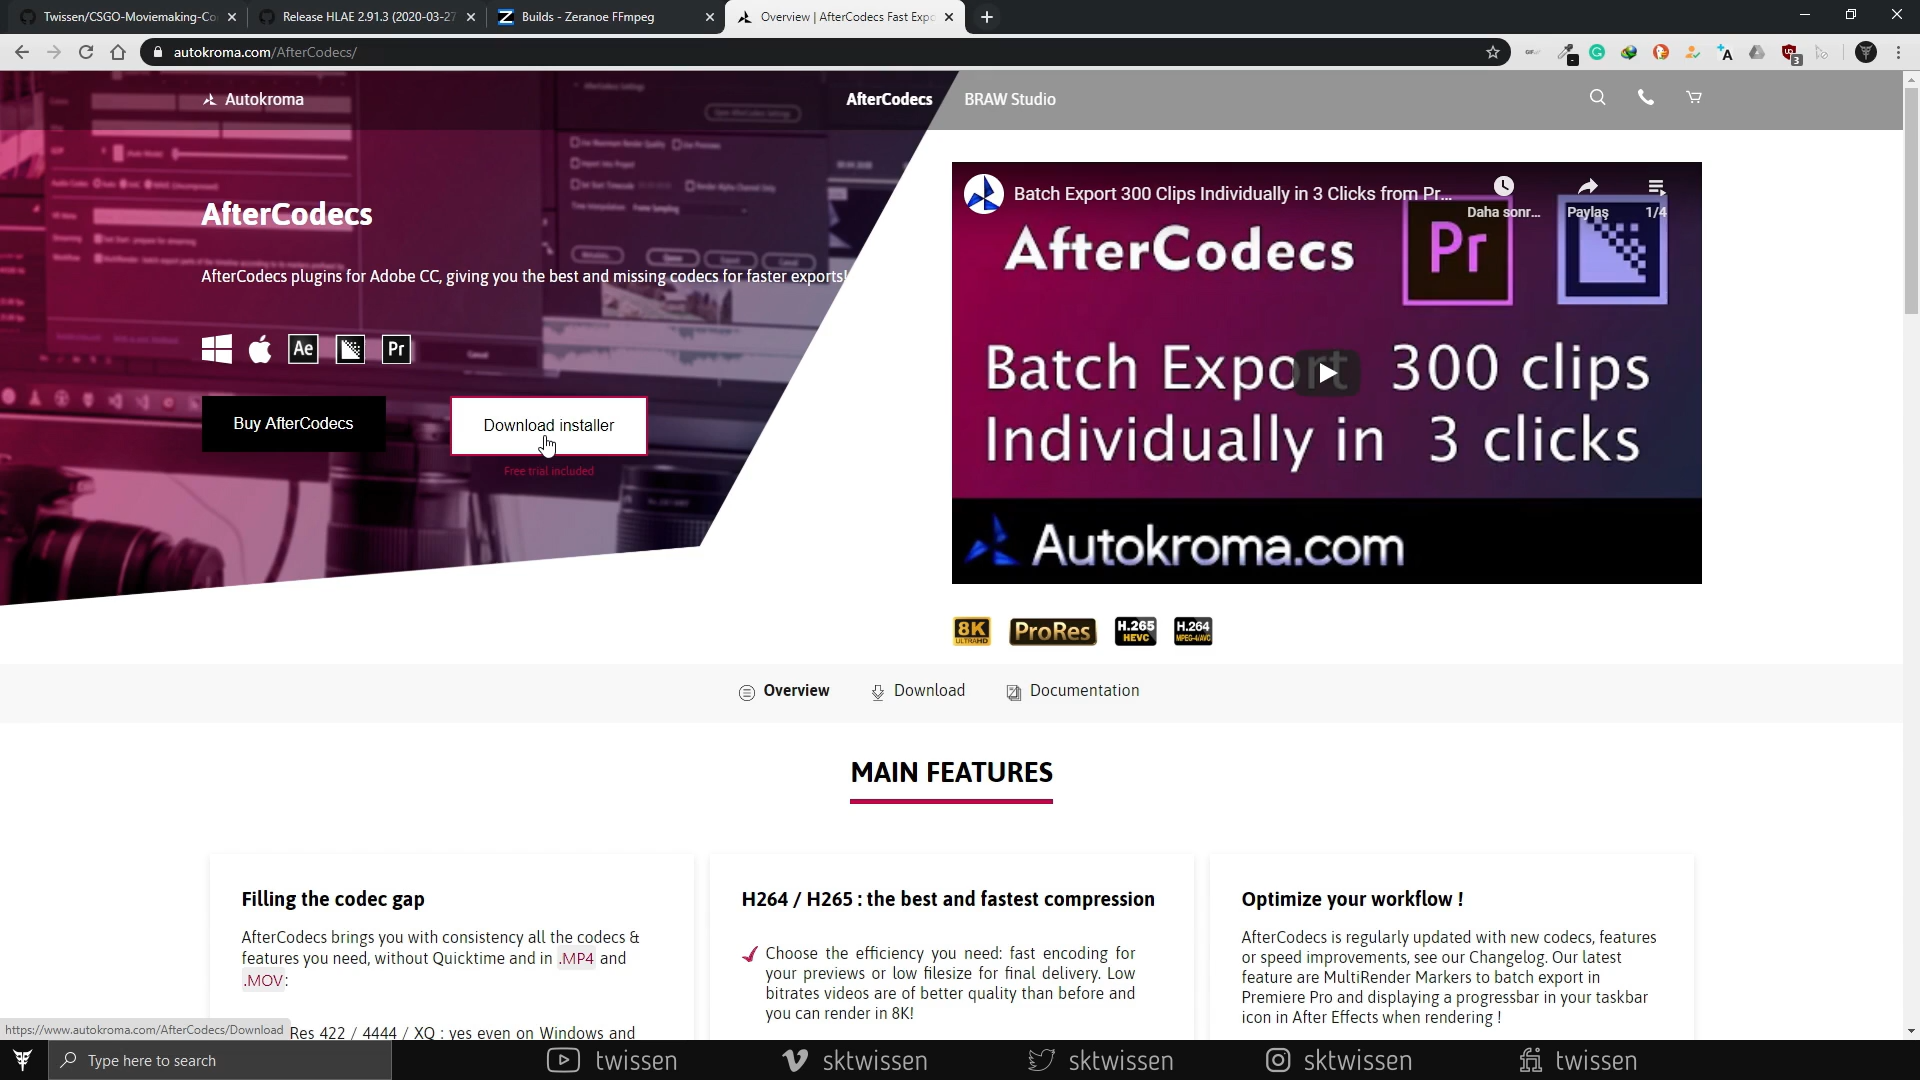 Twissen/CSGO-Moviemaking-Co
Release HLAE 2.91.3 (2020-03-27
Builds - Zeranoe FFmpeg
Overview | AfterCodecs Fast Expo
autokroma.com/AfterCodecs/
Autokroma
AfterCodecs
BRAW Studio
AfterCodecs
AfterCodecs plugins for Adobe CC, giving you the best and missing codecs for faster exports!
Ae
Pr
Buy AfterCodecs
Download installer
Free trial included
Batch Export 300 Clips Individually in 3 Clicks from Pr...
Daha sonr...
Paylaş
1/4
AfterCodecs
Pr
Batch Export 300 clips
Individually in 3 clicks
Autokroma.com
8K
ULTRAHD
ProRes
H.265
HEVC
H.264
MPEG-4/AVC
Overview
Download
Documentation
MAIN FEATURES
Filling the codec gap
AfterCodecs brings you with consistency all the codecs &
features you need, without Quicktime and in .MP4 and
.MOV:
Res 422 / 4444 / XQ : yes even on Windows and
H264 / H265 : the best and fastest compression
Choose the efficiency you need: fast encoding for
your previews or low filesize for final delivery. Low
bitrates videos are of better quality than before and
you can render in 8K!
Optimize your workflow !
AfterCodecs is regularly updated with new codecs, features
or speed improvements, see our Changelog. Our latest
feature are MultiRender Markers to batch export in
Premiere Pro and displaying a progressbar in your taskbar
icon in After Effects when rendering !
https://www.autokroma.com/AfterCodecs/Download
Type here to search
twissen
sktwissen
sktwissen
sktwissen
twissen